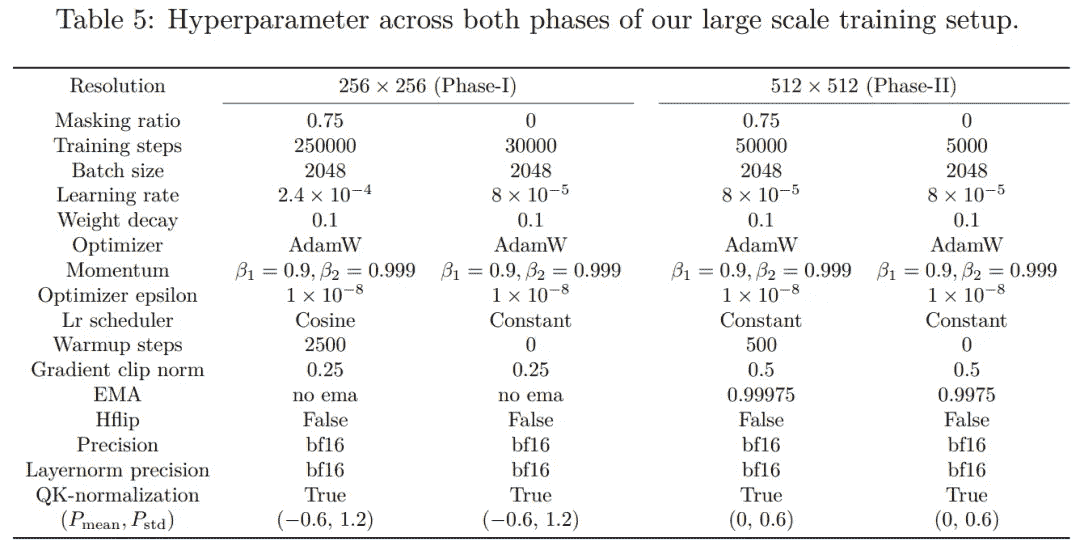 Table 5: Hyperparameter across both phases of our large scale training setup.
Resolution 256 × 256 (Phase-I) 512 × 512 (Phase-II)
Masking ratio 0.75 0 0.75 0
Training steps 250000 30000 50000 5000
Batch size 2048 2048 2048 2048
Learning rate 2.4 × 10⁻⁴ 8 × 10⁻⁵ 8 × 10⁻⁵ 8 × 10⁻⁵
Weight decay 0.1 0.1 0.1 0.1
Optimizer AdamW AdamW AdamW AdamW
Momentum β₁ = 0.9, β₂ = 0.999 β₁ = 0.9, β₂ = 0.999 β₁ = 0.9, β₂ = 0.999 β₁ = 0.9, β₂ = 0.999
Optimizer epsilon 1 × 10⁻⁸ 1 × 10⁻⁸ 1 × 10⁻⁸ 1 × 10⁻⁸
Lr scheduler Cosine Constant Constant Constant
Warmup steps 2500 0 500 0
Gradient clip norm 0.25 0.25 0.5 0.5
EMA no ema no ema 0.99975 0.9975
Hflip False False False False
Precision bf16 bf16 bf16 bf16
Layernorm precision bf16 bf16 bf16 bf16
QK-normalization True True True True
(P_mean, P_std) (−0.6, 1.2) (−0.6, 1.2) (0, 0.6) (0, 0.6)